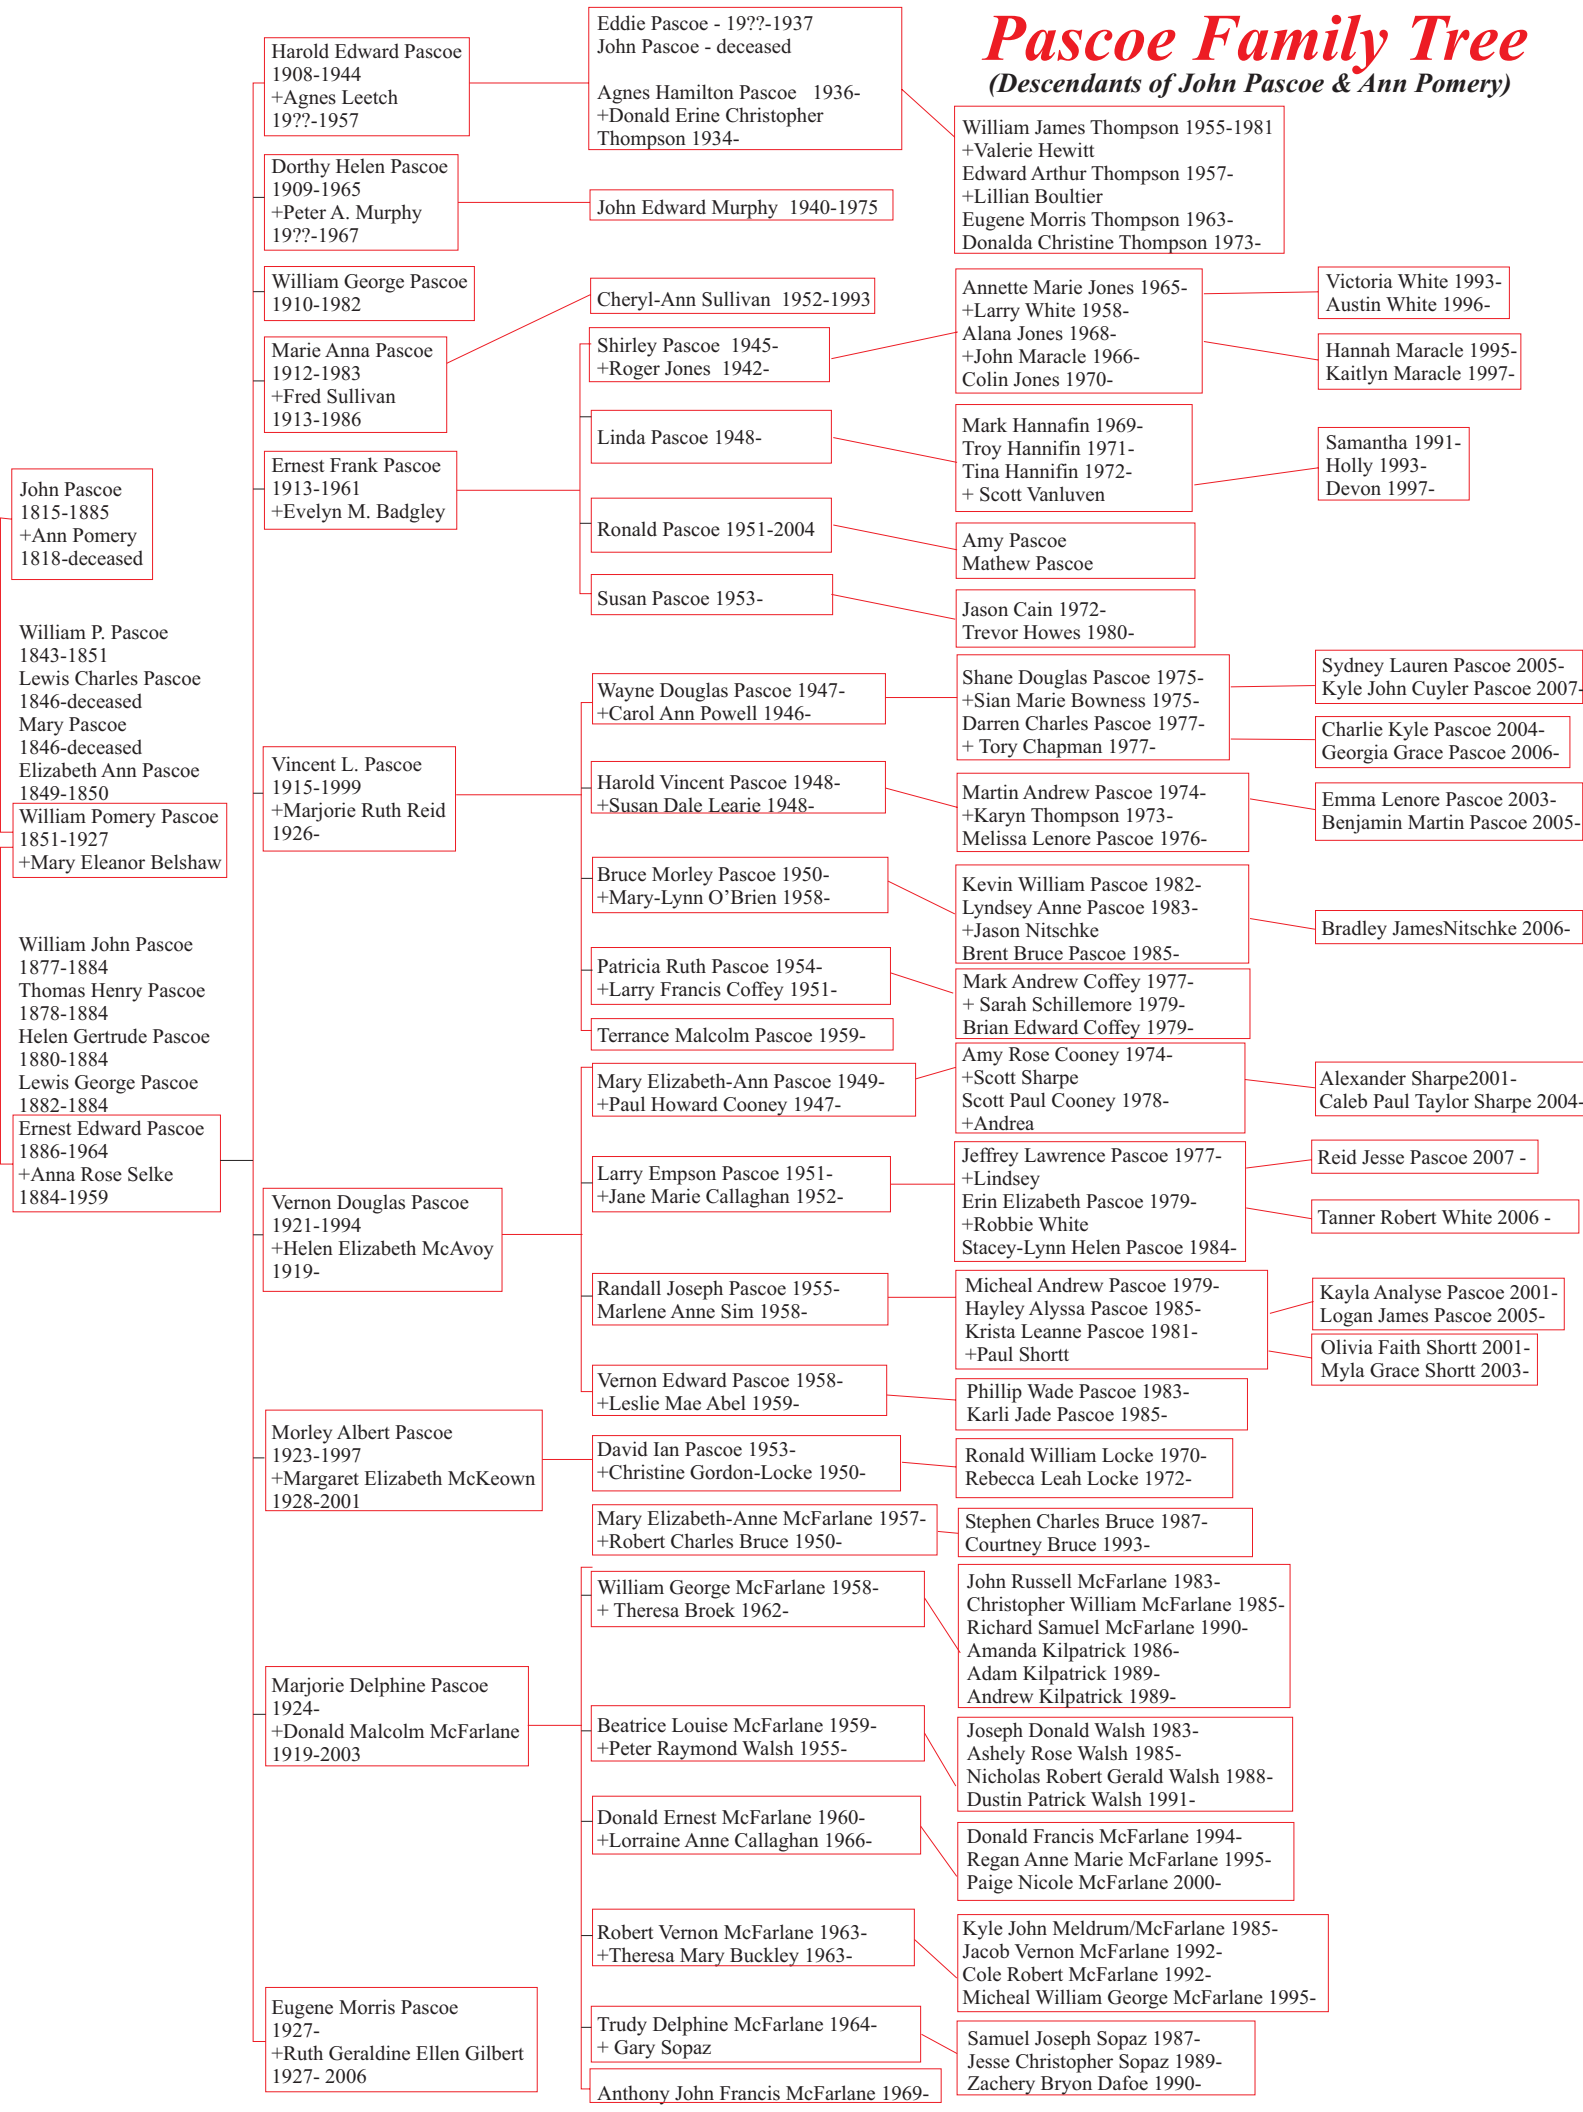 Pascoe Family Tree
(Descendants of John Pascoe & Ann Pomery)
John Pascoe
1815-1885
+Ann Pomery
1818-deceased
William P. Pascoe
1843-1851
Lewis Charles Pascoe
1846-deceased
Mary Pascoe
1846-deceased
Elizabeth Ann Pascoe
1849-1850
William Pomery Pascoe
1851-1927
+Mary Eleanor Belshaw
William John Pascoe
1877-1884
Thomas Henry Pascoe
1878-1884
Helen Gertrude Pascoe
1880-1884
Lewis George Pascoe
1882-1884
Ernest Edward Pascoe
1886-1964
+Anna Rose Selke
1884-1959
Harold Edward Pascoe
1908-1944
+Agnes Leetch
19??-1957
Dorthy Helen Pascoe
1909-1965
+Peter A. Murphy
19??-1967
William George Pascoe
1910-1982
Marie Anna Pascoe
1912-1983
+Fred Sullivan
1913-1986
Ernest Frank Pascoe
1913-1961
+Evelyn M. Badgley
Vincent L. Pascoe
1915-1999
+Marjorie Ruth Reid
1926-
Vernon Douglas Pascoe
1921-1994
+Helen Elizabeth McAvoy
1919-
Morley Albert Pascoe
1923-1997
+Margaret Elizabeth McKeown
1928-2001
Marjorie Delphine Pascoe
1924-
+Donald Malcolm McFarlane
1919-2003
Eugene Morris Pascoe
1927-
+Ruth Geraldine Ellen Gilbert
1927- 2006
Eddie Pascoe - 19??-1937
John Pascoe - deceased
Agnes Hamilton Pascoe 1936-
+Donald Erine Christopher
Thompson 1934-
John Edward Murphy 1940-1975
Cheryl-Ann Sullivan 1952-1993
Shirley Pascoe 1945-
+Roger Jones 1942-
Linda Pascoe 1948-
Ronald Pascoe 1951-2004
Susan Pascoe 1953-
Wayne Douglas Pascoe 1947-
+Carol Ann Powell 1946-
Harold Vincent Pascoe 1948-
+Susan Dale Learie 1948-
Bruce Morley Pascoe 1950-
+Mary-Lynn O'Brien 1958-
Patricia Ruth Pascoe 1954-
+Larry Francis Coffey 1951-
Terrance Malcolm Pascoe 1959-
Mary Elizabeth-Ann Pascoe 1949-
+Paul Howard Cooney 1947-
Larry Empson Pascoe 1951-
+Jane Marie Callaghan 1952-
Randall Joseph Pascoe 1955-
Marlene Anne Sim 1958-
Vernon Edward Pascoe 1958-
+Leslie Mae Abel 1959-
David Ian Pascoe 1953-
+Christine Gordon-Locke 1950-
Mary Elizabeth-Anne McFarlane 1957-
+Robert Charles Bruce 1950-
William George McFarlane 1958-
+ Theresa Broek 1962-
Beatrice Louise McFarlane 1959-
+Peter Raymond Walsh 1955-
Donald Ernest McFarlane 1960-
+Lorraine Anne Callaghan 1966-
Robert Vernon McFarlane 1963-
+Theresa Mary Buckley 1963-
Trudy Delphine McFarlane 1964-
+ Gary Sopaz
Anthony John Francis McFarlane 1969-
William James Thompson 1955-1981
+Valerie Hewitt
Edward Arthur Thompson 1957-
+Lillian Boultier
Eugene Morris Thompson 1963-
Donalda Christine Thompson 1973-
Annette Marie Jones 1965-
+Larry White 1958-
Alana Jones 1968-
+John Maracle 1966-
Colin Jones 1970-
Mark Hannafin 1969-
Troy Hannifin 1971-
Tina Hannifin 1972-
+ Scott Vanluven
Amy Pascoe
Mathew Pascoe
Jason Cain 1972-
Trevor Howes 1980-
Shane Douglas Pascoe 1975-
+Sian Marie Bowness 1975-
Darren Charles Pascoe 1977-
+ Tory Chapman 1977-
Martin Andrew Pascoe 1974-
+Karyn Thompson 1973-
Melissa Lenore Pascoe 1976-
Kevin William Pascoe 1982-
Lyndsey Anne Pascoe 1983-
+Jason Nitschke
Brent Bruce Pascoe 1985-
Mark Andrew Coffey 1977-
+ Sarah Schillemore 1979-
Brian Edward Coffey 1979-
Amy Rose Cooney 1974-
+Scott Sharpe
Scott Paul Cooney 1978-
+Andrea
Jeffrey Lawrence Pascoe 1977-
+Lindsey
Erin Elizabeth Pascoe 1979-
+Robbie White
Stacey-Lynn Helen Pascoe 1984-
Micheal Andrew Pascoe 1979-
Hayley Alyssa Pascoe 1985-
Krista Leanne Pascoe 1981-
+Paul Shortt
Phillip Wade Pascoe 1983-
Karli Jade Pascoe 1985-
Ronald William Locke 1970-
Rebecca Leah Locke 1972-
Stephen Charles Bruce 1987-
Courtney Bruce 1993-
John Russell McFarlane 1983-
Christopher William McFarlane 1985-
Richard Samuel McFarlane 1990-
Amanda Kilpatrick 1986-
Adam Kilpatrick 1989-
Andrew Kilpatrick 1989-
Joseph Donald Walsh 1983-
Ashely Rose Walsh 1985-
Nicholas Robert Gerald Walsh 1988-
Dustin Patrick Walsh 1991-
Donald Francis McFarlane 1994-
Regan Anne Marie McFarlane 1995-
Paige Nicole McFarlane 2000-
Kyle John Meldrum/McFarlane 1985-
Jacob Vernon McFarlane 1992-
Cole Robert McFarlane 1992-
Micheal William George McFarlane 1995-
Samuel Joseph Sopaz 1987-
Jesse Christopher Sopaz 1989-
Zachery Bryon Dafoe 1990-
Victoria White 1993-
Austin White 1996-
Hannah Maracle 1995-
Kaitlyn Maracle 1997-
Samantha 1991-
Holly 1993-
Devon 1997-
Sydney Lauren Pascoe 2005-
Kyle John Cuyler Pascoe 2007-
Charlie Kyle Pascoe 2004-
Georgia Grace Pascoe 2006-
Emma Lenore Pascoe 2003-
Benjamin Martin Pascoe 2005-
Bradley JamesNitschke 2006-
Alexander Sharpe2001-
Caleb Paul Taylor Sharpe 2004-
Reid Jesse Pascoe 2007 -
Tanner Robert White 2006 -
Kayla Analyse Pascoe 2001-
Logan James Pascoe 2005-
Olivia Faith Shortt 2001-
Myla Grace Shortt 2003-